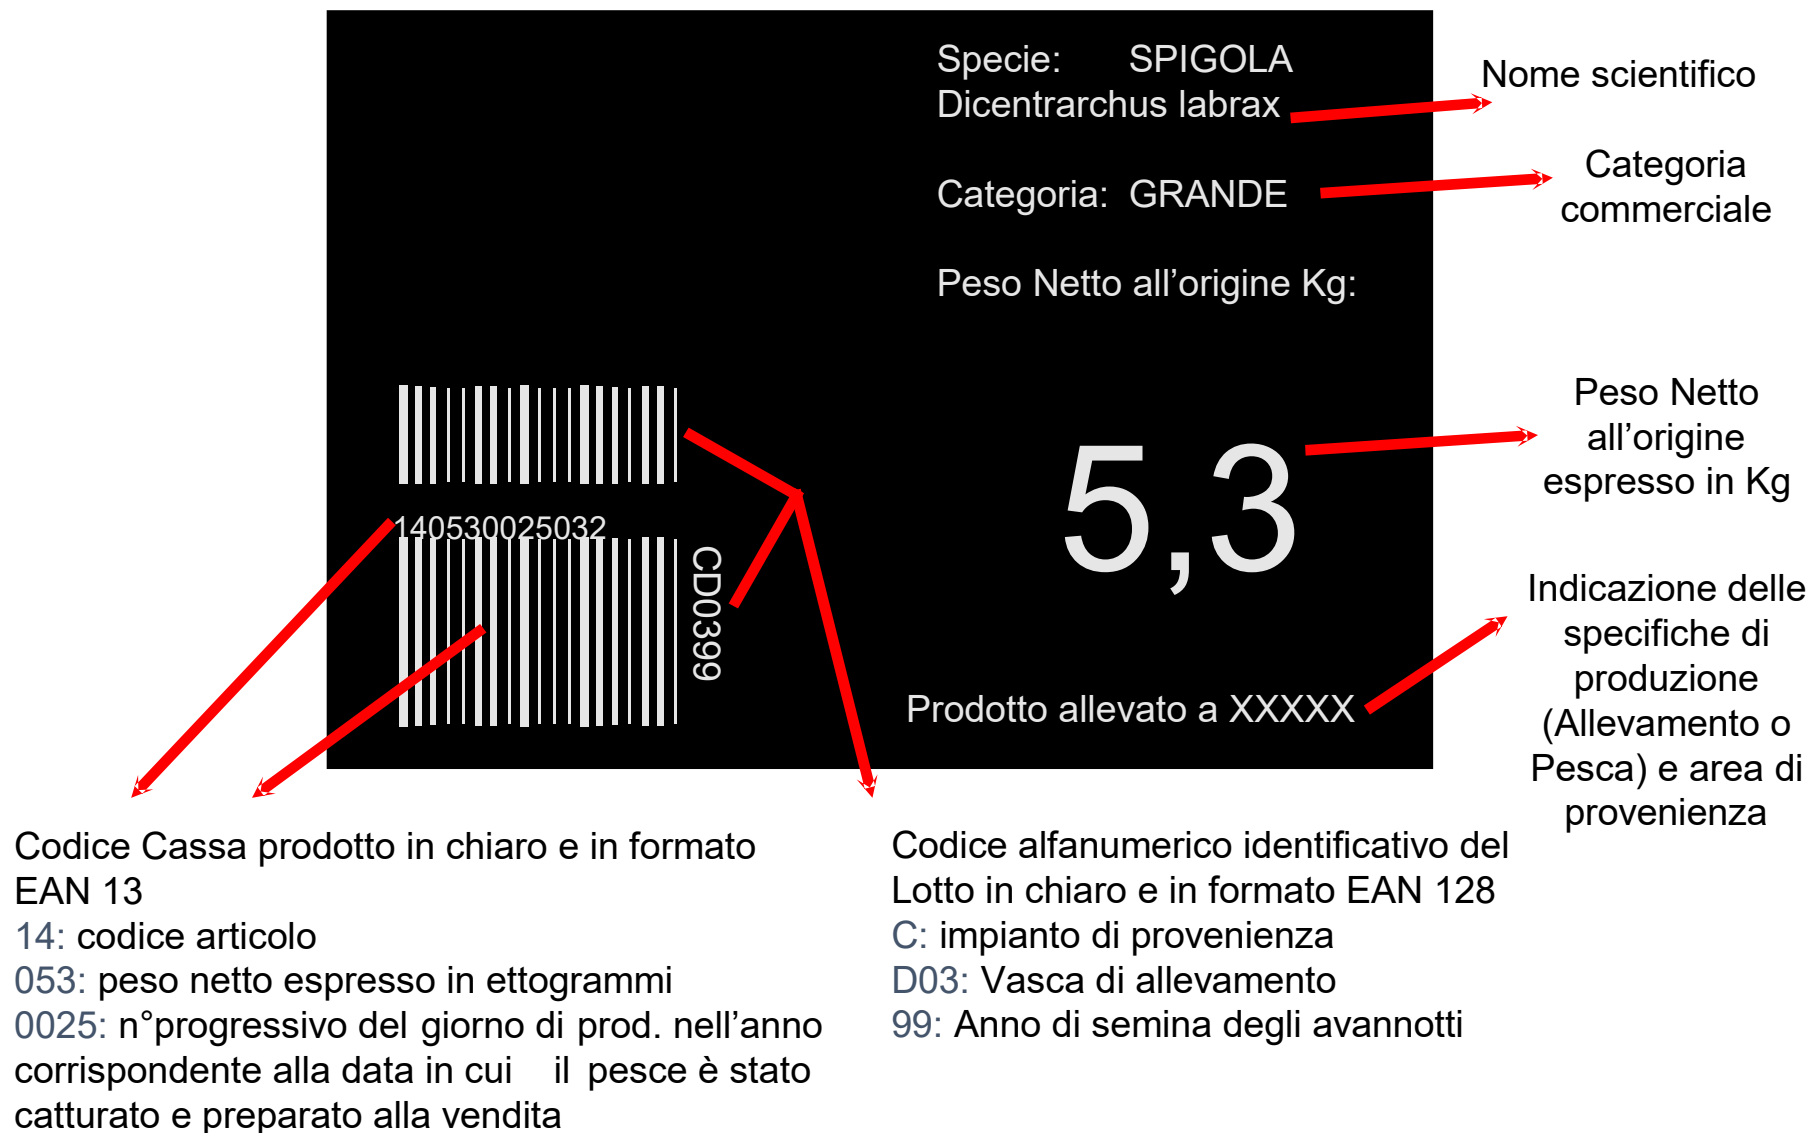 Specie: SPIGOLA
Dicentrarchus labrax
Categoria: GRANDE
Peso Netto all’origine Kg:
5,3
140530025032
CD0399
Prodotto allevato a XXXXX
Nome scientifico
Categoria
commerciale
Peso Netto
all’origine
espresso in Kg
Indicazione delle
specifiche di
produzione
(Allevamento o
Pesca) e area di
provenienza
Codice Cassa prodotto in chiaro e in formato
EAN 13
14: codice articolo
053: peso netto espresso in ettogrammi
0025: n°progressivo del giorno di prod. nell’anno
corrispondente alla data in cui il pesce è stato
catturato e preparato alla vendita
Codice alfanumerico identificativo del
Lotto in chiaro e in formato EAN 128
C: impianto di provenienza
D03: Vasca di allevamento
99: Anno di semina degli avannotti